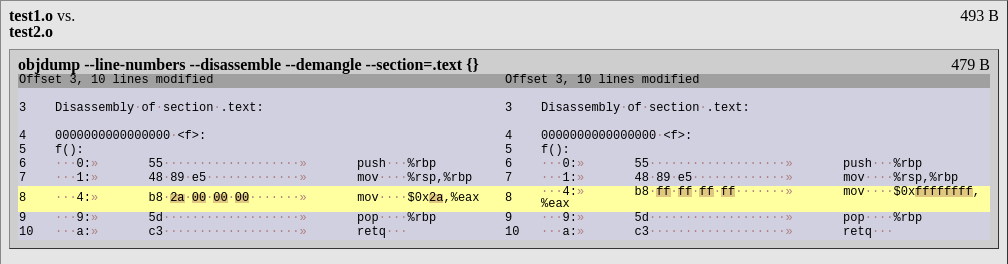 test1.o vs. 493 B
test2.o
objdump --line-numbers --disassemble --demangle --section=.text {} 479 B
Offset 3, 10 lines modified Offset 3, 10 lines modified
3 Disassembly·of·section·.text: 3 Disassembly·of·section·.text:
4 0000000000000000·<f>: 4 0000000000000000·<f>:
5 f(): 5 f():
6 ···0:» 55···················» push···%rbp 6 ···0:» 55···················» push···%rbp
7 ···1:» 48·89·e5·············» mov····%rsp,%rbp 7 ···1:» 48·89·e5·············» mov····%rsp,%rbp
8 ···4:» b8·2a·00·00·00·······» mov····$0x2a,%eax 8 ···4:» b8·ff·ff·ff·ff·······» mov····$0xffffffff,
%eax
9 ···9:» 5d···················» pop····%rbp 9 ···9:» 5d···················» pop····%rbp
10 ···a:» c3···················» retq··· 10 ···a:» c3···················» retq···